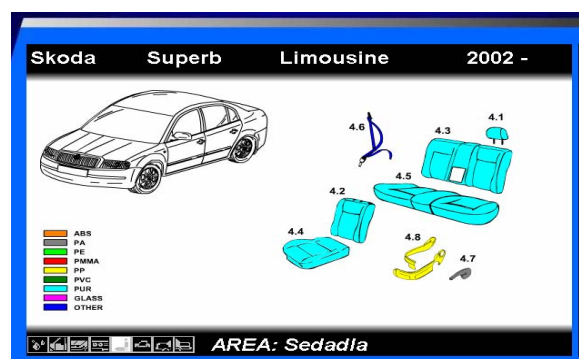 Skoda Superb Limousine 2002 -
4.1
4.6
4.3
4.5
4.2
4.4
4.8
4.7
ABS
PA
PE
PMMA
PP
PVC
PUR
GLASS
OTHER
AREA: Sedadla